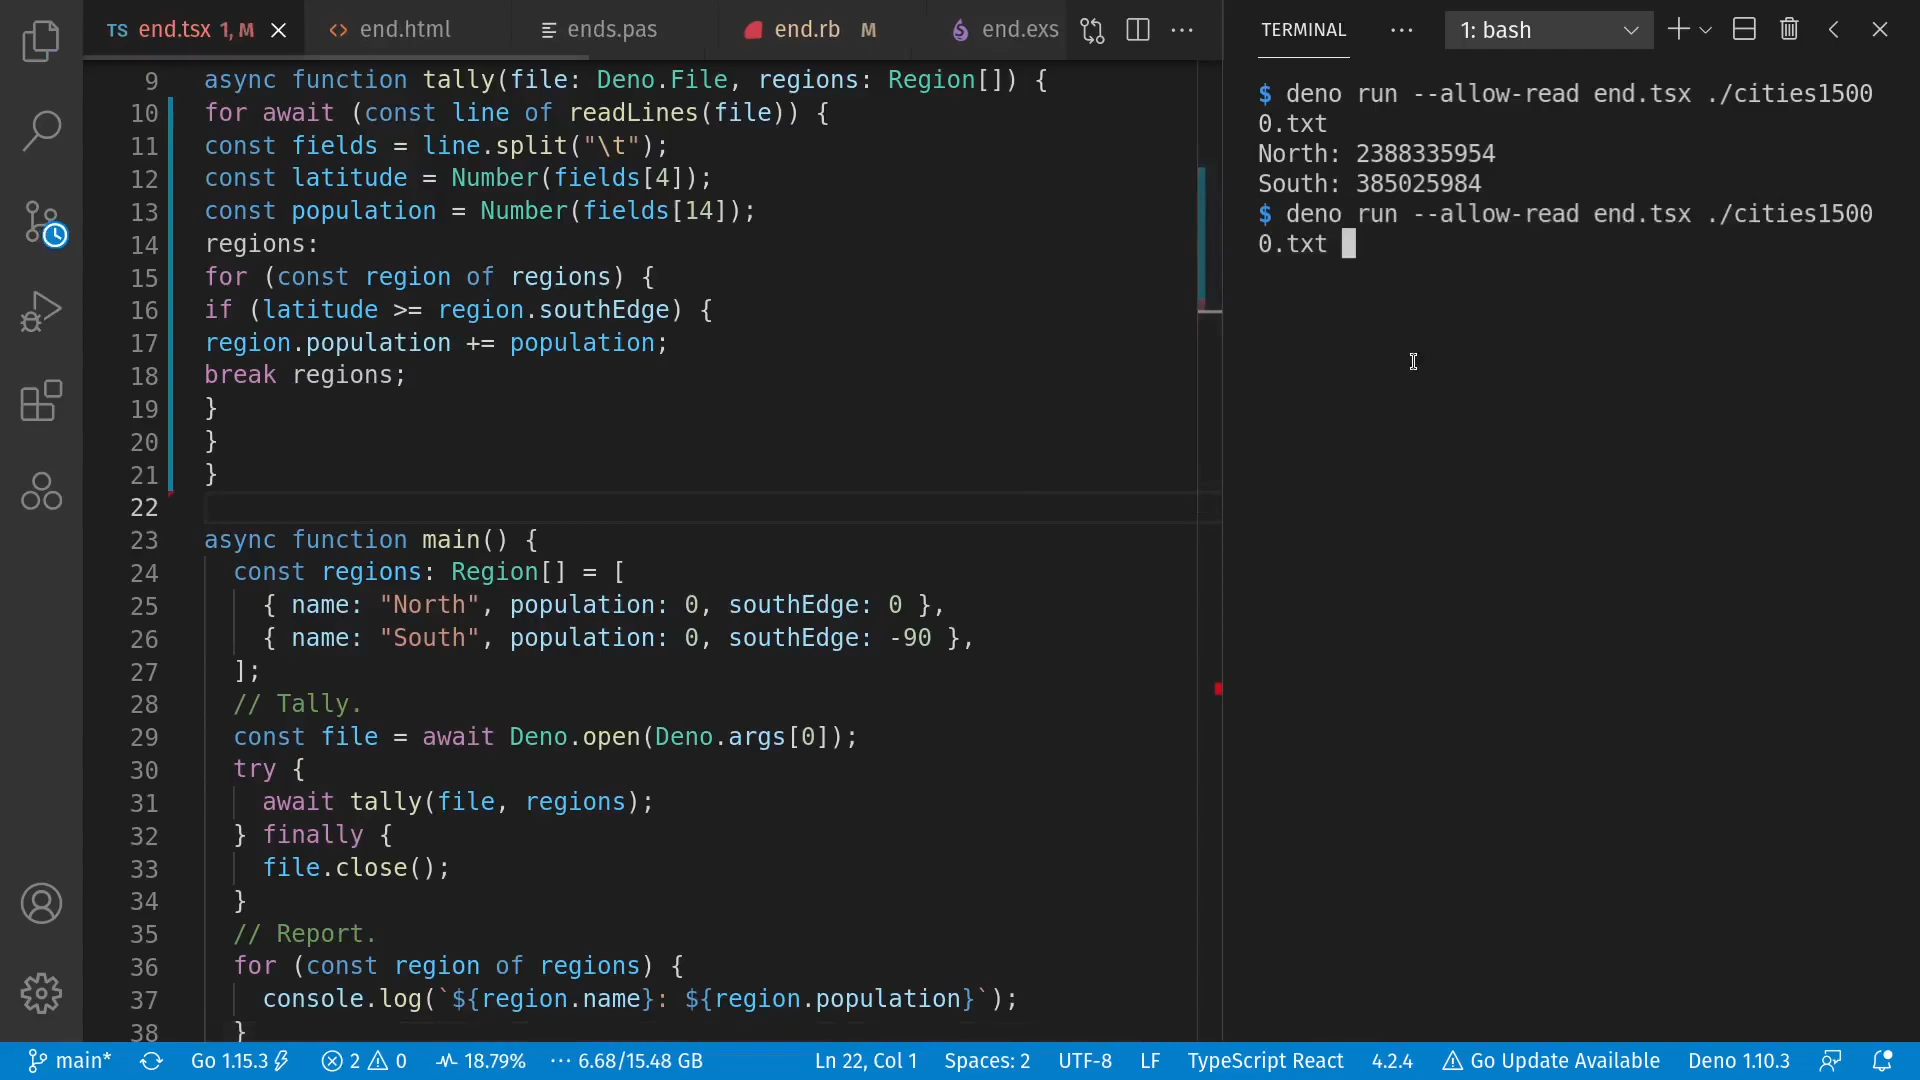 TS end.tsx 1, M
<> end.html
ends.pas
end.rb M
end.exs
TERMINAL
1: bash
9 async function tally(file: Deno.File, regions: Region[]) {
10 for await (const line of readLines(file)) {
11 const fields = line.split("\t");
12 const latitude = Number(fields[4]);
13 const population = Number(fields[14]);
14 regions:
15 for (const region of regions) {
16 if (latitude >= region.southEdge) {
17 region.population += population;
18 break regions;
19 }
20 }
21 }
22
23 async function main() {
24 const regions: Region[] = [
25 { name: "North", population: 0, southEdge: 0 },
26 { name: "South", population: 0, southEdge: -90 },
27 ];
28 // Tally.
29 const file = await Deno.open(Deno.args[0]);
30 try {
31 await tally(file, regions);
32 } finally {
33 file.close();
34 }
35 // Report.
36 for (const region of regions) {
37 console.log(`${region.name}: ${region.population}`);
38 }
$ deno run --allow-read end.tsx ./cities1500
0.txt
North: 2388335954
South: 385025984
$ deno run --allow-read end.tsx ./cities1500
0.txt
main* Go 1.15.3 2 0 18.79% 6.68/15.48 GB Ln 22, Col 1 Spaces: 2 UTF-8 LF TypeScript React 4.2.4 Go Update Available Deno 1.10.3